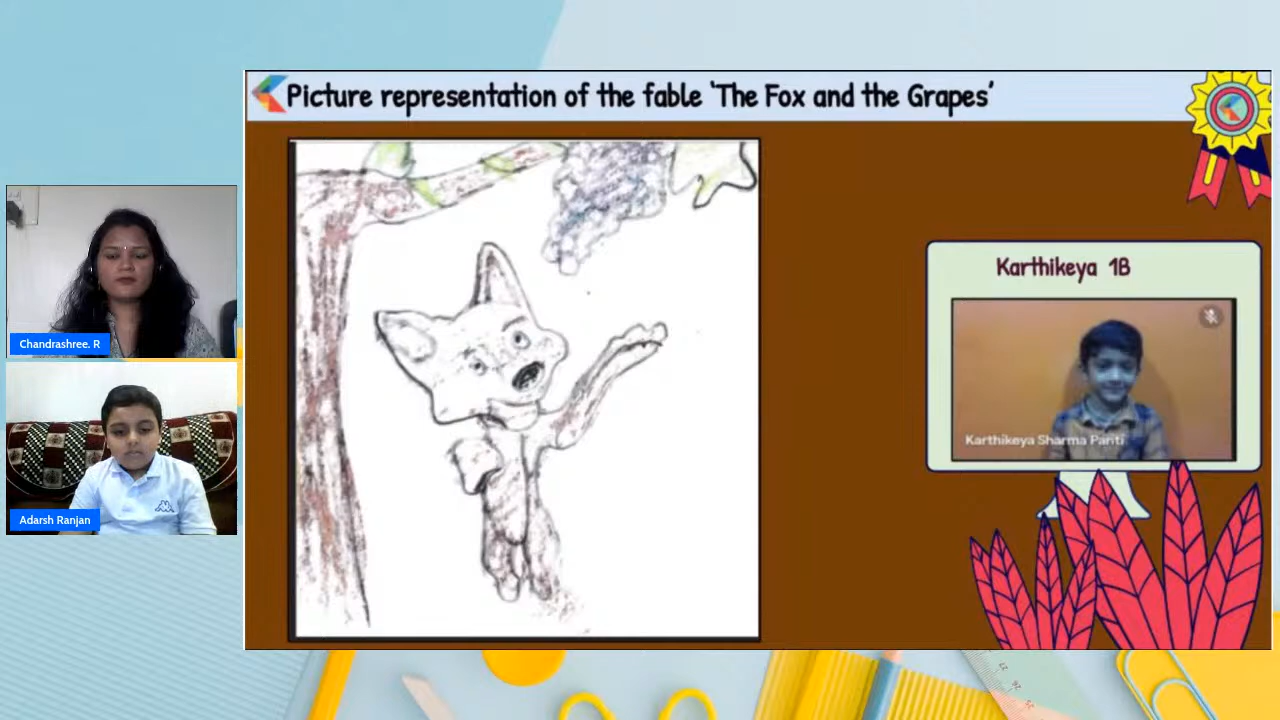 Picture representation of the fable 'The Fox and the Grapes'
Chandrashree. R
Adarsh Ranjan
Karthikeya 1B
Karthikeya Sharma Panti